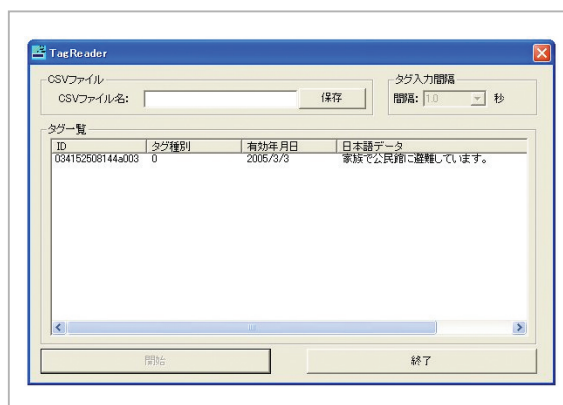 TagReader
CSVファイル
CSVファイル名:
保存
タグ入力間隔
間隔: 1.0 秒
タグ一覧
ID タグ種別 有効年月日 日本語データ
034152508144a003 0 2005/3/3 家族で公民館に避難しています。
開始
終了